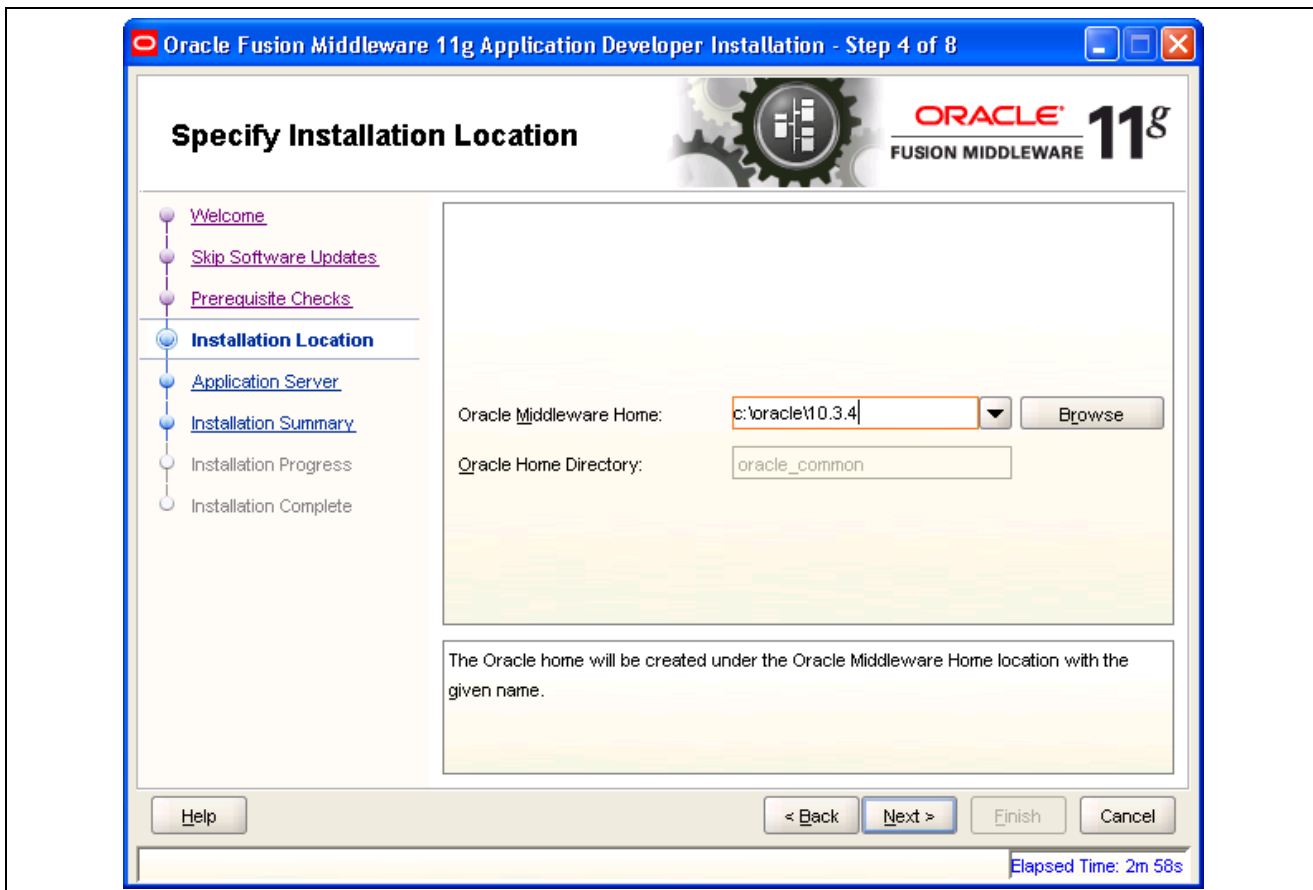 Oracle Fusion Middleware 11g Application Developer Installation - Step 4 of 8
Specify Installation Location
ORACLE
FUSION MIDDLEWARE
11g
Welcome
Skip Software Updates
Prerequisite Checks
Installation Location
Application Server
Installation Summary
Installation Progress
Installation Complete
Oracle Middleware Home:
c:\oracle\10.3.4
Browse
Oracle Home Directory:
oracle_common
The Oracle home will be created under the Oracle Middleware Home location with the
given name.
Help
< Back
Next >
Finish
Cancel
Elapsed Time: 2m 58s